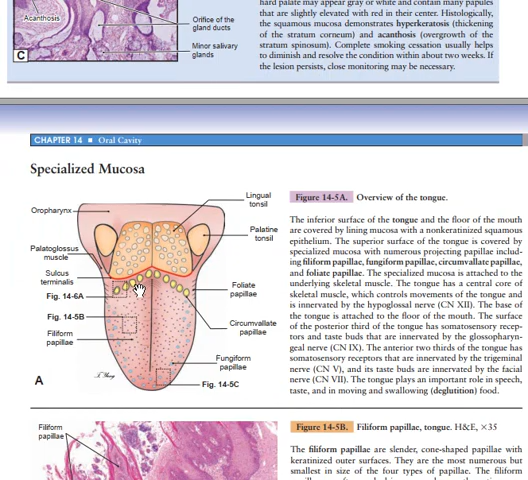 hard palate may appear gray or white and contain many papules
that are slightly elevated with red in their center. Histologically,
the squamous mucosa demonstrates hyperkeratosis (thickening
of the stratum corneum) and acanthosis (overgrowth of the
stratum spinosum). Complete smoking cessation usually helps
to diminish and resolve the condition within about two weeks. If
the lesion persists, close monitoring may be necessary.
Acanthosis
Orifice of the
gland ducts
Minor salivary
glands
C
CHAPTER 14 ■ Oral Cavity
Specialized Mucosa
Oropharynx
Palatoglossus
muscle
Sulcus
terminalis
Fig. 14-6A
Fig. 14-5B
Filiform
papillae
A
Lingual
tonsil
Palatine
tonsil
Foliate
papillae
Circumvallate
papillae
Fungiform
papillae
Fig. 14-5C
Figure 14-5A. Overview of the tongue.
The inferior surface of the tongue and the floor of the mouth
are covered by lining mucosa with a nonkeratinized squamous
epithelium. The superior surface of the tongue is covered by
specialized mucosa with numerous projecting papillae includ-
ing filiform papillae, fungiform papillae, circumvallate papillae,
and foliate papillae. The specialized mucosa is attached to the
underlying skeletal muscle. The tongue has a central core of
skeletal muscle, which controls movements of the tongue and
is innervated by the hypoglossal nerve (CN XII). The base of
the tongue is attached to the floor of the mouth. The surface
of the posterior third of the tongue has somatosensory recep-
tors and taste buds that are innervated by the glossopharyn-
geal nerve (CN IX). The anterior two thirds of the tongue has
somatosensory receptors that are innervated by the trigeminal
nerve (CN V), and its taste buds are innervated by the facial
nerve (CN VII). The tongue plays an important role in speech,
taste, and in moving and swallowing (deglutition) food.
Filiform
papillae
Figure 14-5B. Filiform papillae, tongue. H&E, ×35
The filiform papillae are slender, cone-shaped papillae with
keratinized outer surfaces. They are the most numerous but
smallest in size of the four types of papillae. The filiform